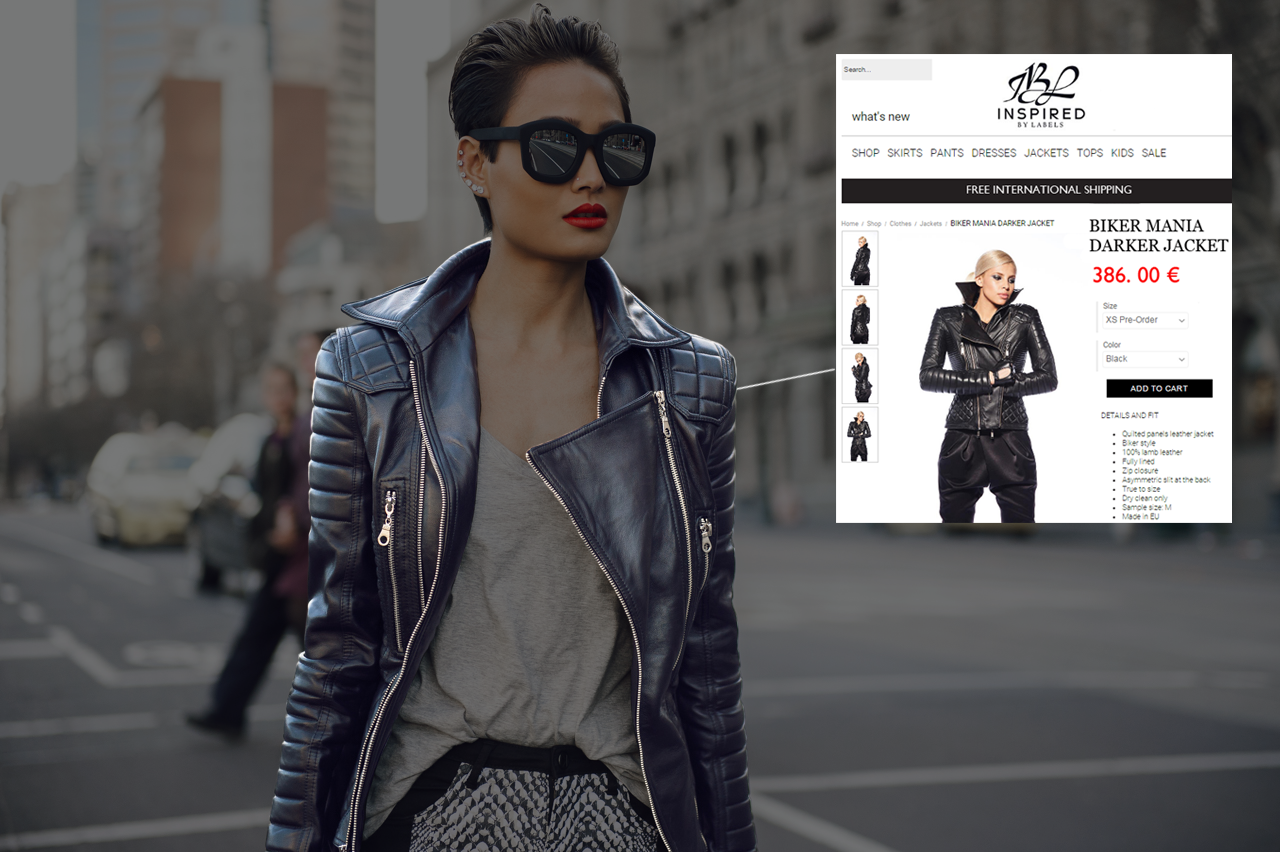 Search...
JBL
INSPIRED
BY LABELS
what's new
SHOP SKIRTS PANTS DRESSES JACKETS TOPS KIDS SALE
FREE INTERNATIONAL SHIPPING
Home / Shop / Clothes / Jackets / BIKER MANIA DARKER JACKET
BIKER MANIA
DARKER JACKET
386. 00 €
Size
XS Pre-Order
Color
Black
ADD TO CART
DETAILS AND FIT
Quilted panels leather jacket
Biker style
100% lamb leather
Fully lined
Zip closure
Asymmetric slit at the back
True to size
Dry clean only
Sample size: M
Made in EU